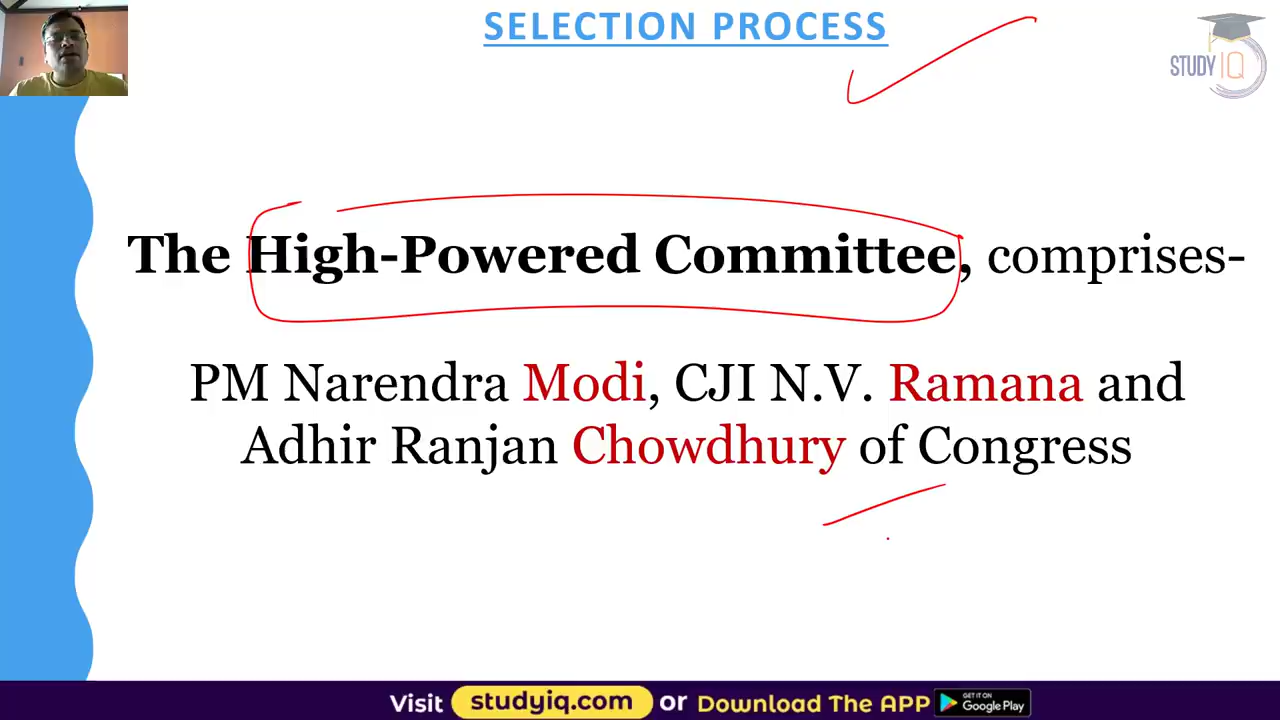 SELECTION PROCESS
STUDY IQ
The High-Powered Committee, comprises-
PM Narendra Modi, CJI N.V. Ramana and
Adhir Ranjan Chowdhury of Congress
Visit studyiq.com or Download The APP GET IT ON Google Play